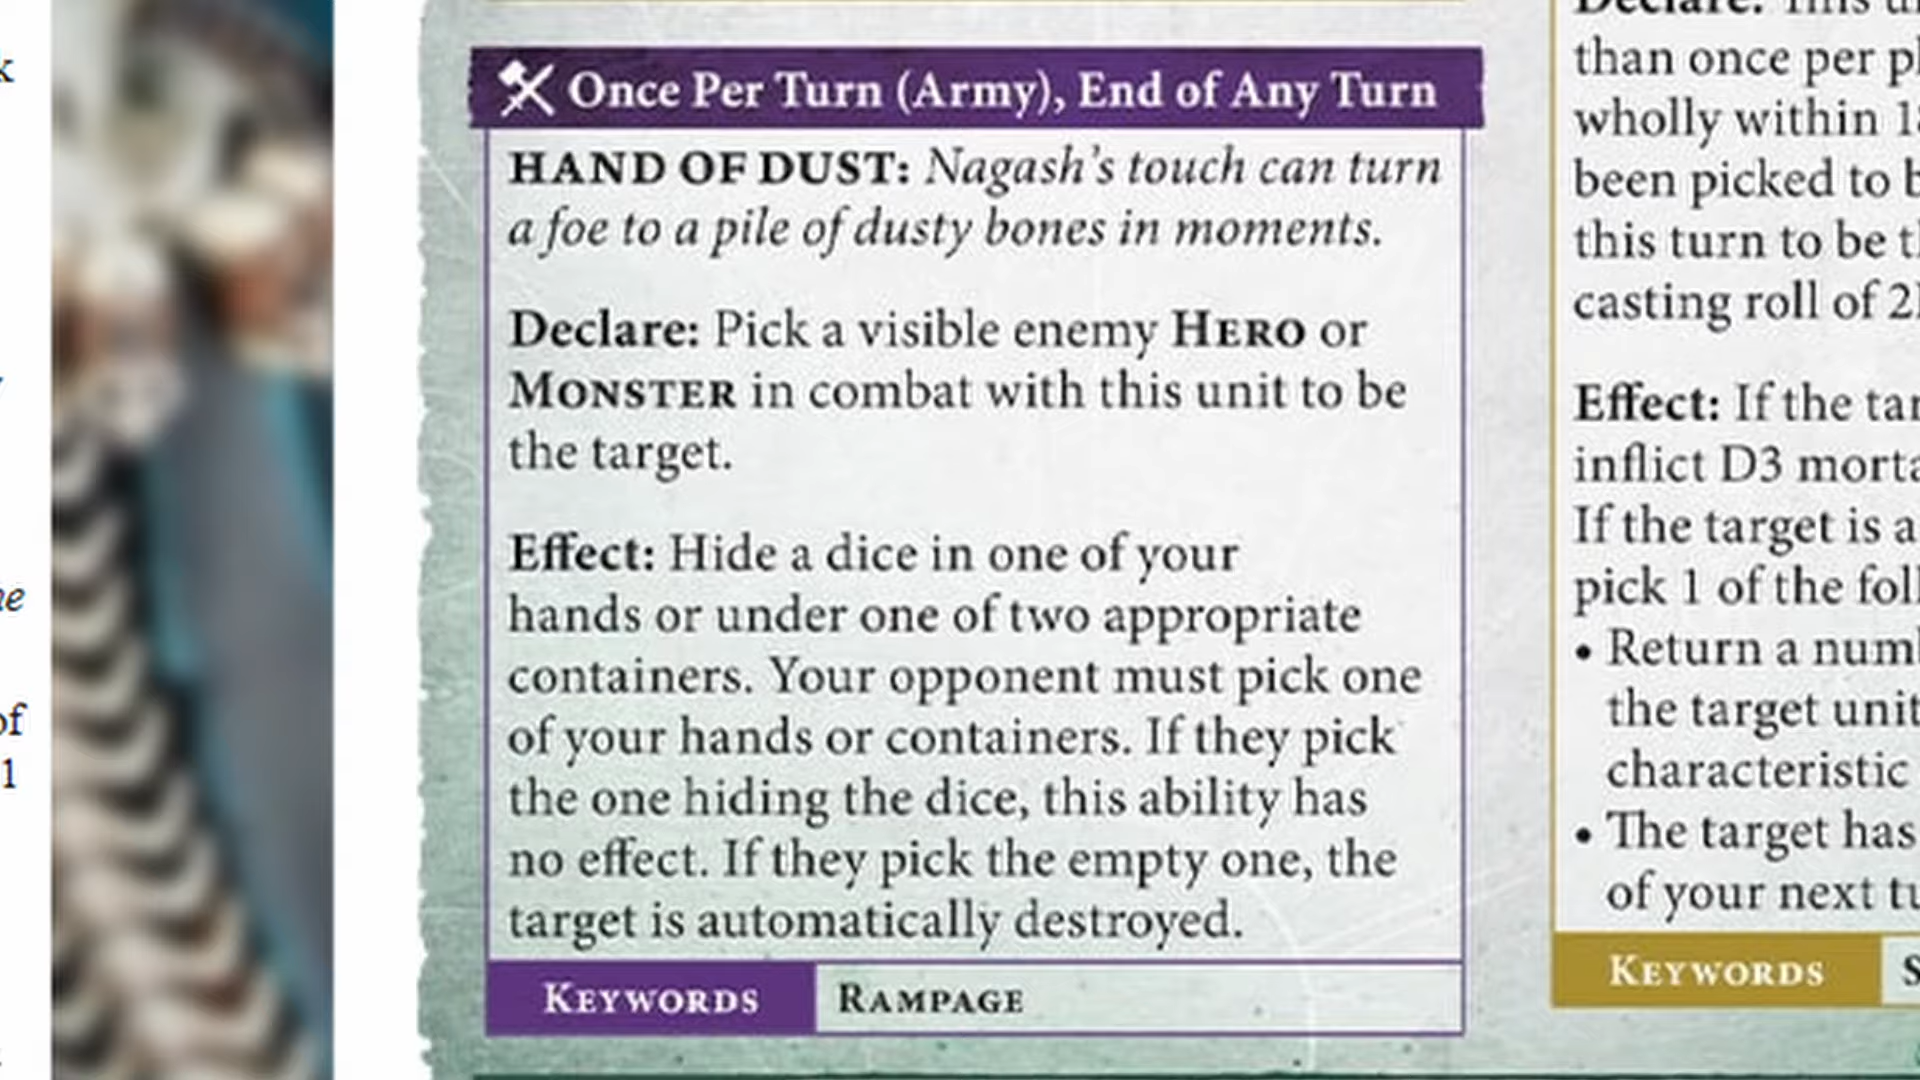 Once Per Turn (Army), End of Any Turn
HAND OF DUST: Nagash's touch can turn
a foe to a pile of dusty bones in moments.
Declare: Pick a visible enemy HERO or
MONSTER in combat with this unit to be
the target.
Effect: Hide a dice in one of your
hands or under one of two appropriate
containers. Your opponent must pick one
of your hands or containers. If they pick
the one hiding the dice, this ability has
no effect. If they pick the empty one, the
target is automatically destroyed.
KEYWORDS RAMPAGE
than once per
wholly within
been picked to
this turn to be
casting roll of
Effect: If the
inflict D3
If the target is a
pick 1 of the
• Return a
the target unit
characteristic
• The target has
of your next
KEYWORDS
of
1